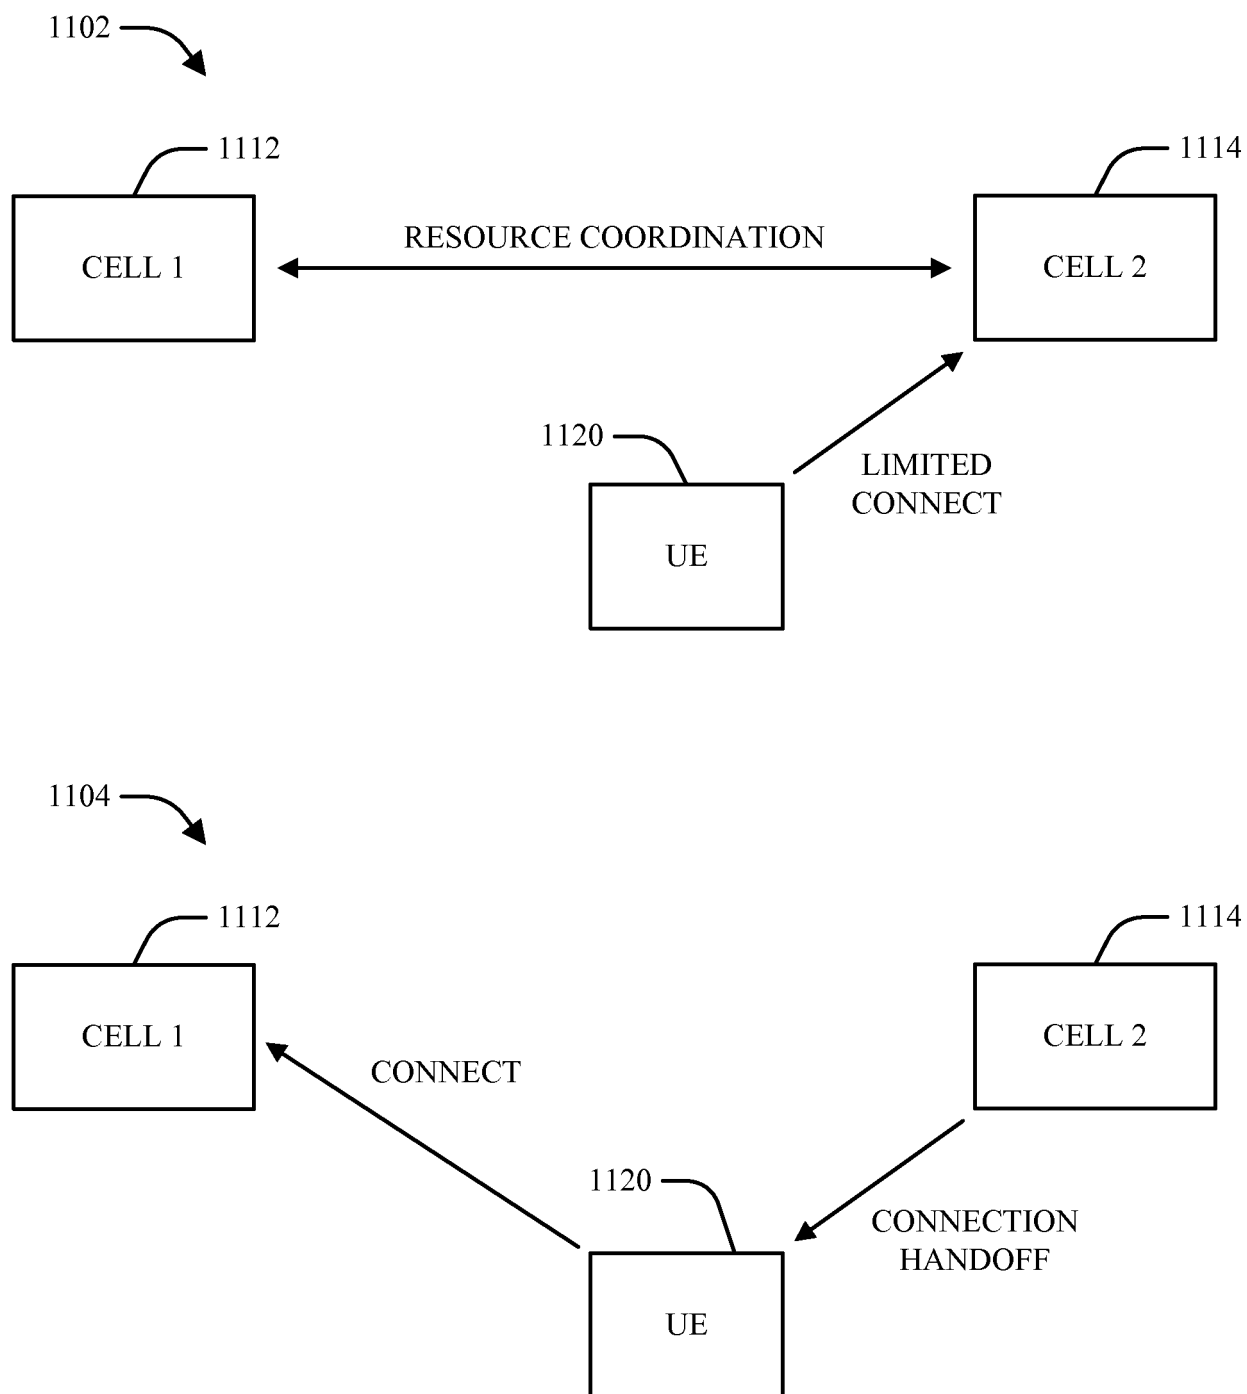 1102
1112
1114
RESOURCE COORDINATION
CELL 1
CELL 2
1120
LIMITED
CONNECT
UE
1104
1112
1114
CELL 1
CELL 2
CONNECT
1120
CONNECTION
HANDOFF
UE